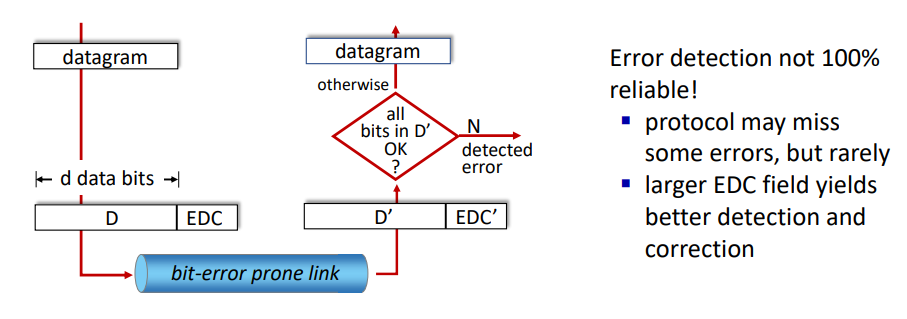 datagram
datagram
otherwise
all
bits in D’
OK
?
N
detected
error
d data bits
D
EDC
D’
EDC’
bit-error prone link
Error detection not 100%
reliable!
▪ protocol may miss
some errors, but rarely
▪ larger EDC field yields
better detection and
correction